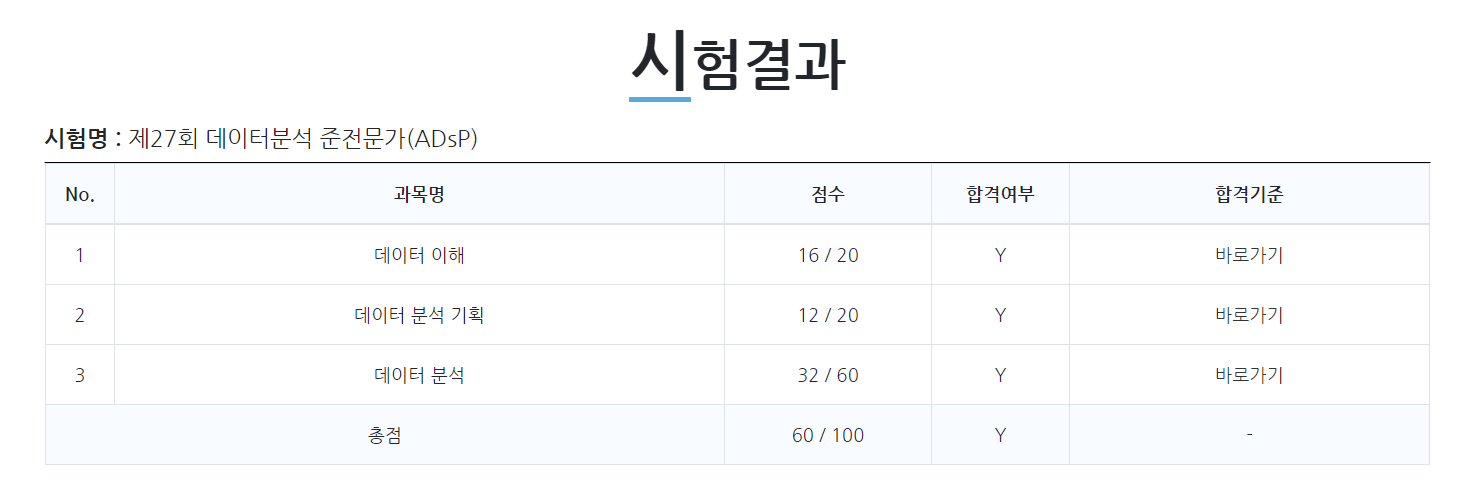 시험결과
시험명 : 제27회 데이터분석 준전문가(ADsP)
No. 과목명 점수 합격여부 합격기준
1 데이터 이해 16 / 20 Y 바로가기
2 데이터 분석 기획 12 / 20 Y 바로가기
3 데이터 분석 32 / 60 Y 바로가기
총점 60 / 100 Y -